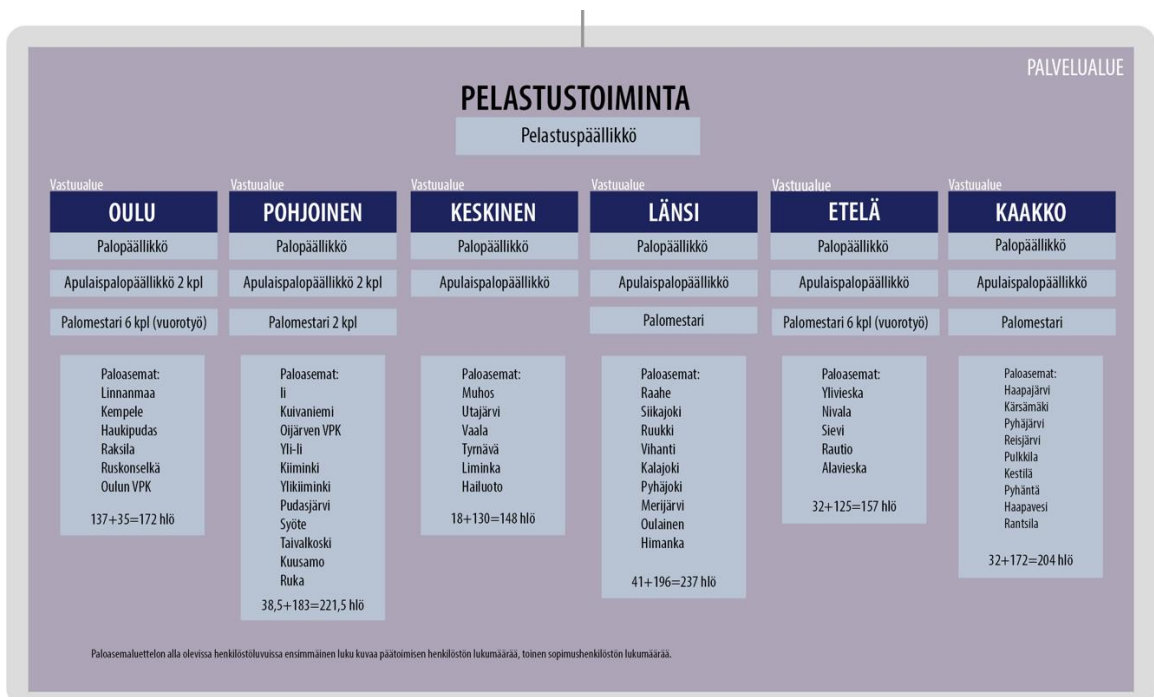 PALVELUALUE
PELASTUSTOIMINTA
Pelastuspäällikkö
Vastuualue
OULU
Palopäällikkö
Apulaispalopäällikkö 2 kpl
Palomestari 6 kpl (vuorotyö)
Paloasemat:
Linnanmaa
Kempele
Haukipudas
Raksila
Ruskonselkä
Oulun VPK
137+35=172 hlö
Vastuualue
POHJOINEN
Palopäällikkö
Apulaispalopäällikkö 2 kpl
Palomestari 2 kpl
Paloasemat:
Ii
Kuivaniemi
Oijärven VPK
Yli-Ii
Kiiminki
Ylikiiminki
Pudasjärvi
Syöte
Taivalkoski
Kuusamo
Ruka
38,5+183=221,5 hlö
Vastuualue
KESKINEN
Palopäällikkö
Apulaispalopäällikkö
Paloasemat:
Muhos
Utajärvi
Vaala
Tyrnävä
Liminka
Hailuoto
18+130=148 hlö
Vastuualue
LÄNSI
Palopäällikkö
Apulaispalopäällikkö
Palomestari
Paloasemat:
Raahe
Siikajoki
Ruukki
Vihanti
Kalajoki
Pyhäjoki
Merijärvi
Oulainen
Himanka
41+196=237 hlö
Vastuualue
ETELÄ
Palopäällikkö
Apulaispalopäällikkö
Palomestari 6 kpl (vuorotyö)
Paloasemat:
Ylivieska
Nivala
Sievi
Rautio
Alavieska
32+125=157 hlö
Vastuualue
KAAKKO
Palopäällikkö
Apulaispalopäällikkö
Palomestari
Paloasemat:
Haapajärvi
Kärsämäki
Pyhäjärvi
Reisjärvi
Pulkkila
Kestilä
Pyhäntä
Haapavesi
Rantsila
32+172=204 hlö
Paloasemaluettelon alla olevissa henkilöstöluvuissa ensimmäinen luku kuvaa päätoimisen henkilöstön lukumäärää, toinen sopimushenkilöstön lukumäärää.